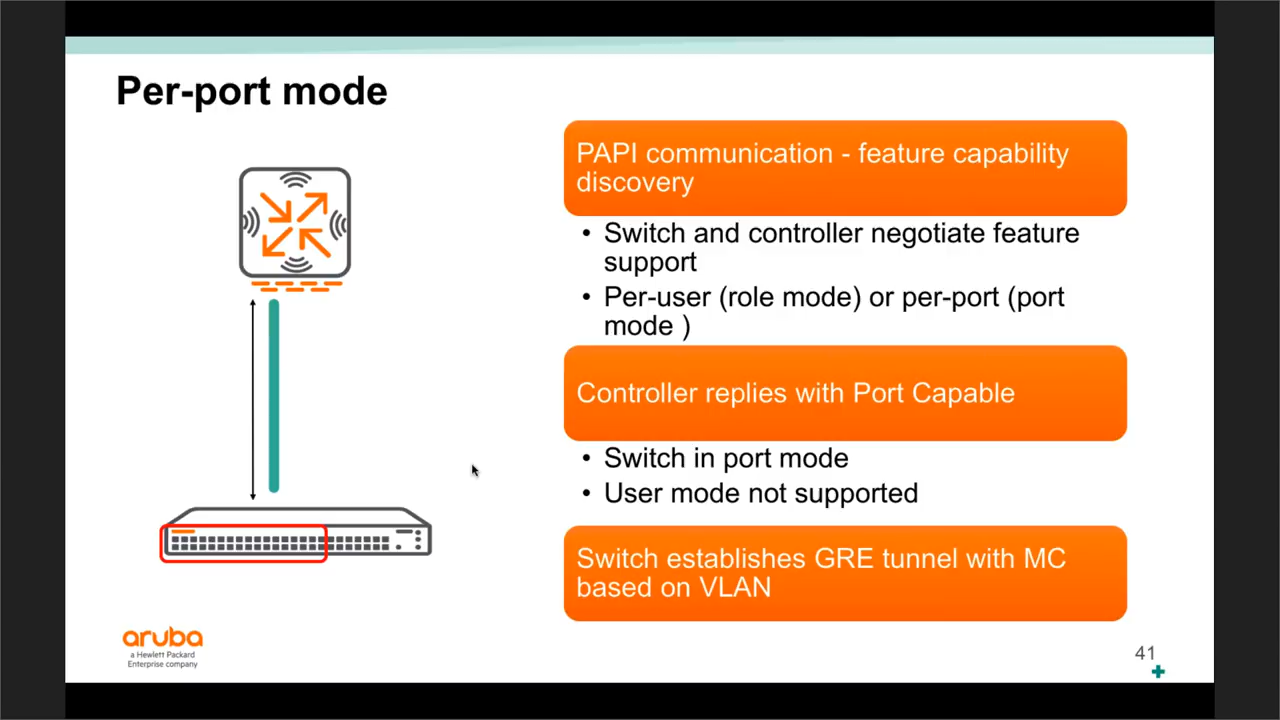 Per-port mode
PAPI communication - feature capability
discovery
• Switch and controller negotiate feature
support
• Per-user (role mode) or per-port (port
mode )
Controller replies with Port Capable
• Switch in port mode
• User mode not supported
Switch establishes GRE tunnel with MC
based on VLAN
aruba
a Hewlett Packard
Enterprise company
41